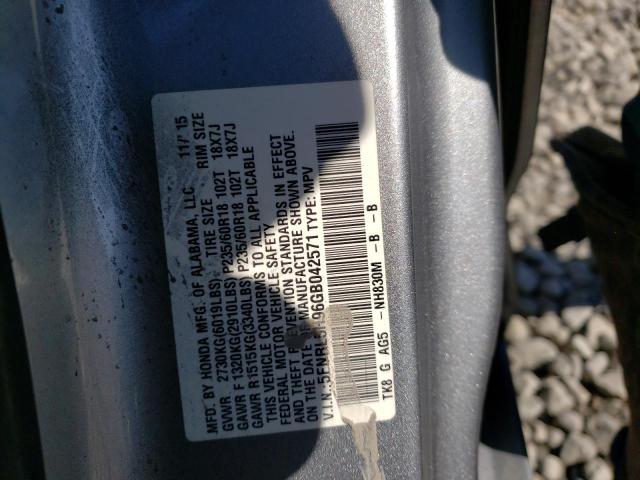 MFD. BY HONDA MFG. OF ALABAMA, LLC 11/'15
TIRE SIZE RIM SIZE
GVWR 2730KG(6019LBS)
GAWR F 1320KG(2910LBS) P235/60R18 102T 18X7J
GAWR R 1515KG(3340LBS) P235/60R18 102T 18X7J
THIS VEHICLE CONFORMS TO ALL APPLICABLE
FEDERAL MOTOR VEHICLE SAFETY
AND THEFT PREVENTION STANDARDS IN EFFECT
ON THE DATE OF MANUFACTURE SHOWN ABOVE.
V.I.N.: 96GB042571 TYPE: MPV
TK8 G AG5 -NH830M -B -B